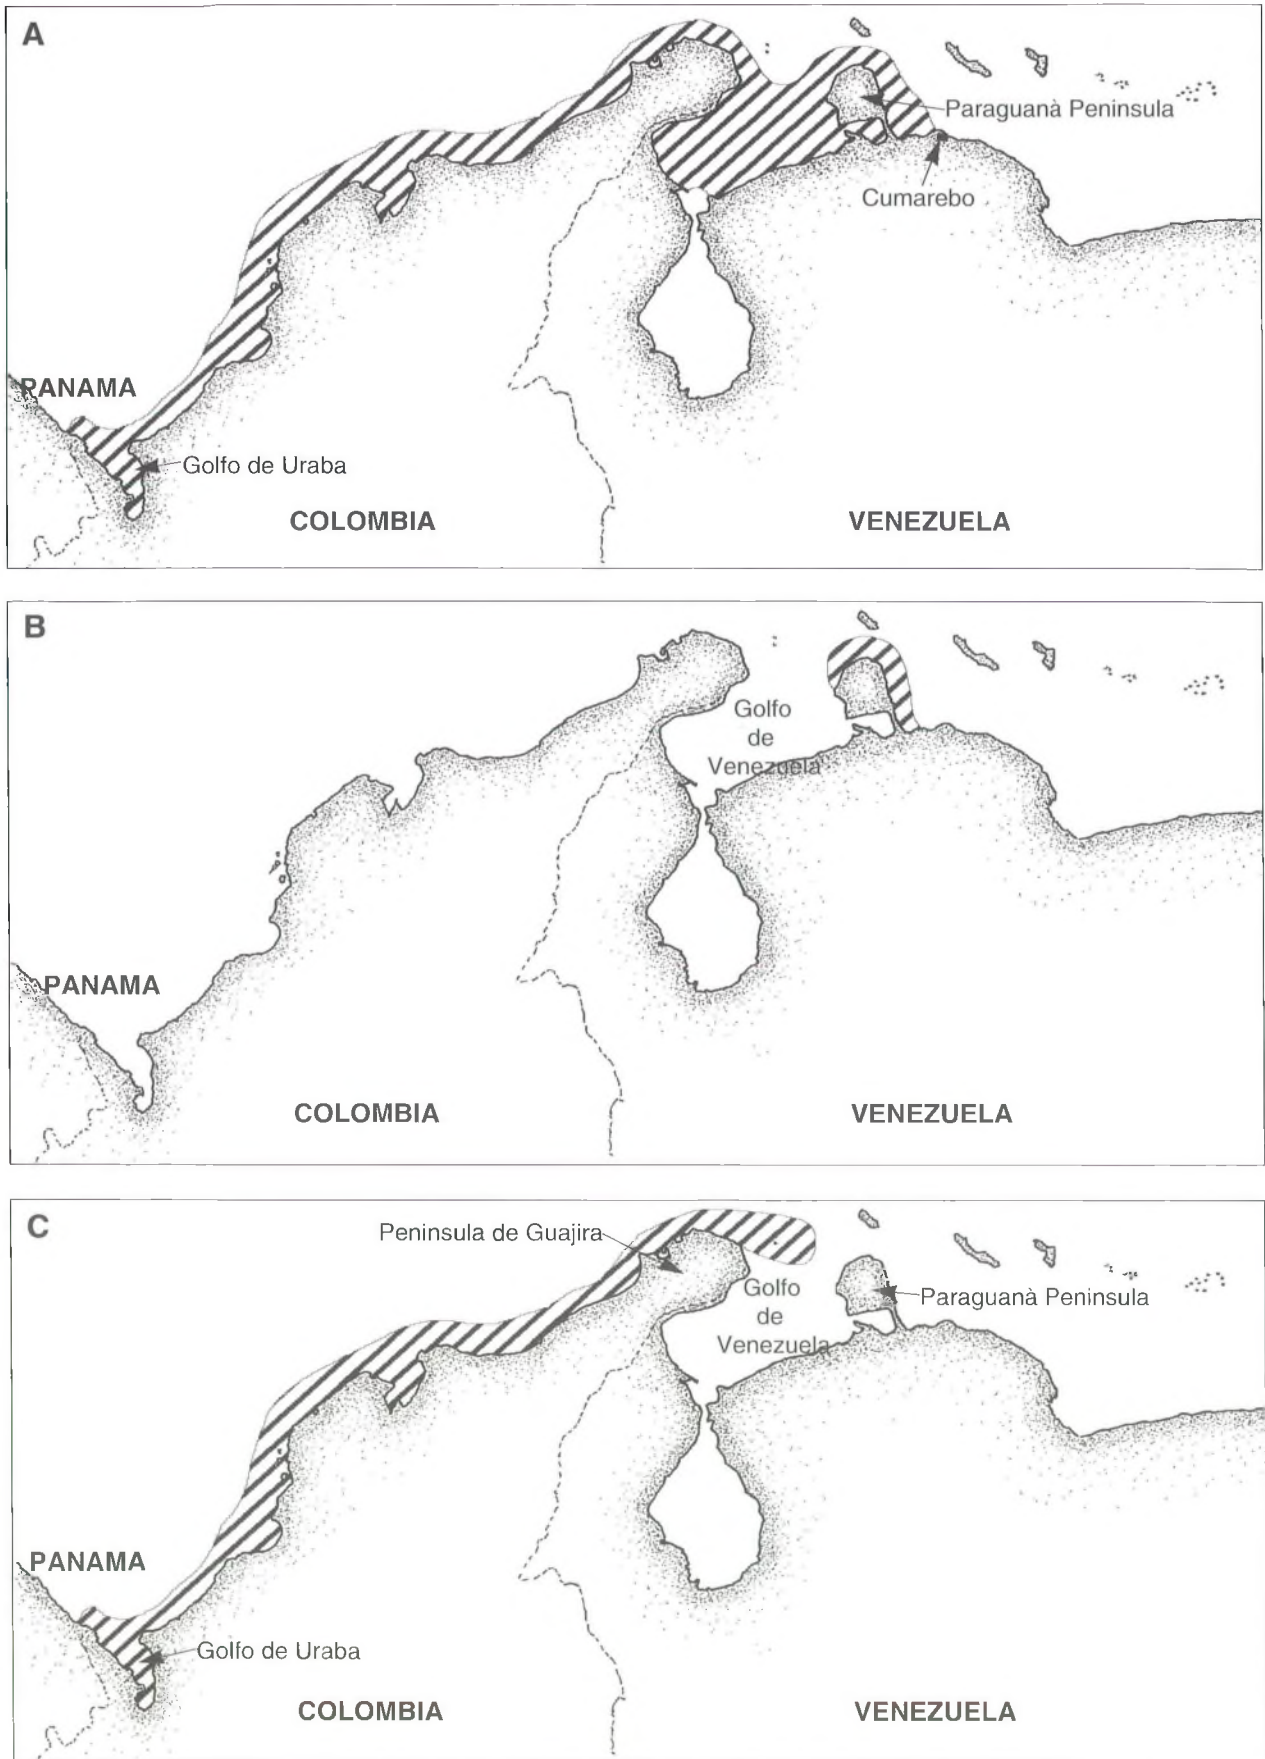 A
Paraguanà Peninsula
Cumarebo
PANAMA
Golfo de Uraba
COLOMBIA
VENEZUELA
B
Golfo
de
Venezuela
PANAMA
COLOMBIA
VENEZUELA
C
Peninsula de Guajira
Golfo
de
Venezuela
Paraguanà Peninsula
PANAMA
Golfo de Uraba
COLOMBIA
VENEZUELA